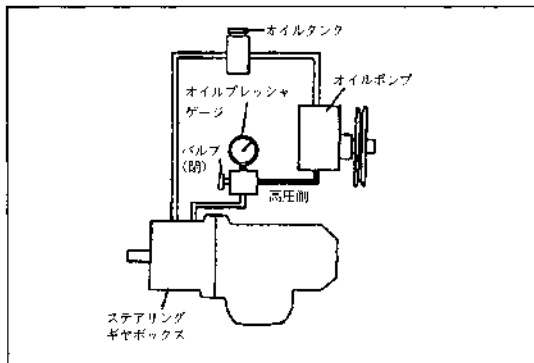 オイルタンク
オイルプレッシャ
ゲージ
オイルポンプ
バルブ
(閉)
高圧側
ステアリング
ギヤボックス